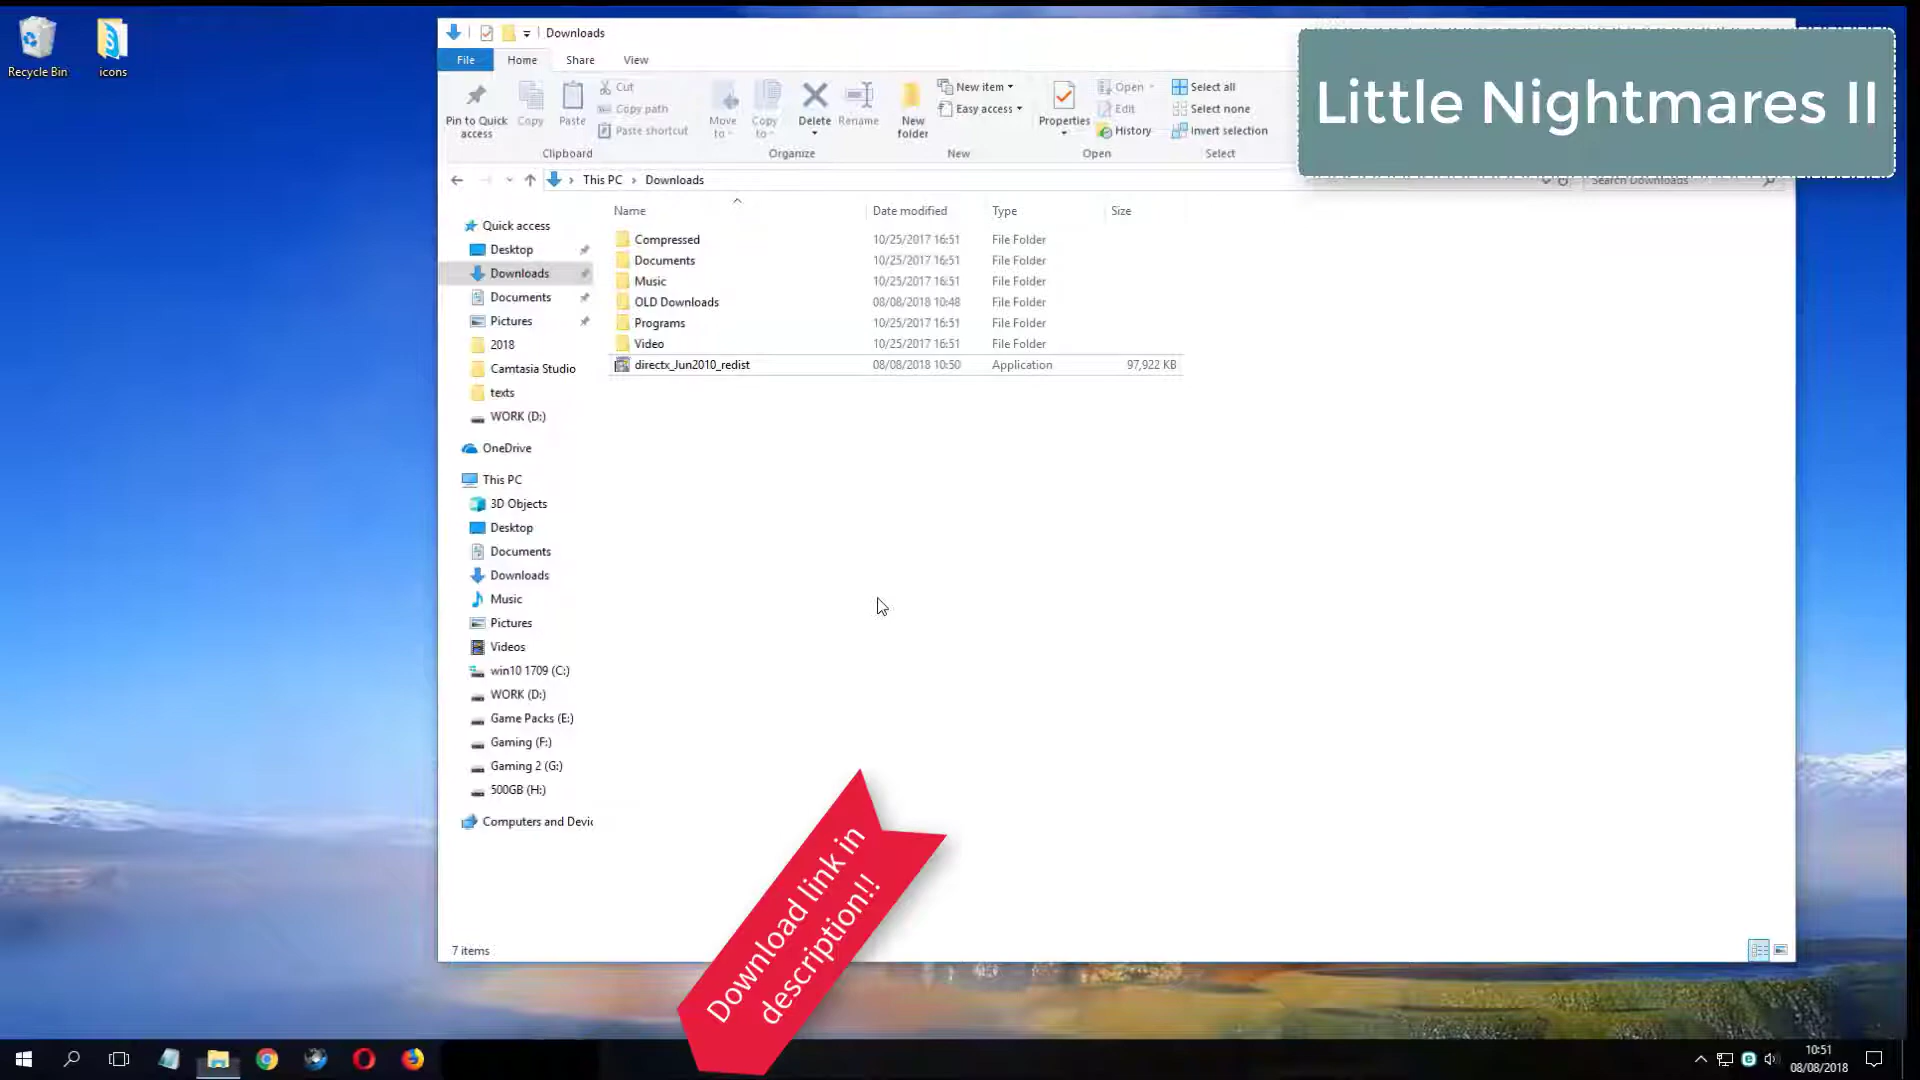 Recycle Bin
icons
Downloads
File
Home
Share
View
Pin to Quick
access
Copy
Paste
Cut
Copy path
Paste shortcut
Clipboard
Move
to
Copy
to
Delete
Rename
Organize
New
folder
New item
Easy access
New
Properties
Open
Edit
History
Open
Select all
Select none
Invert selection
Select
Little Nightmares II
This PC > Downloads
Search Downloads
Name Date modified Type Size
Compressed 10/25/2017 16:51 File Folder
Documents 10/25/2017 16:51 File Folder
Music 10/25/2017 16:51 File Folder
OLD Downloads 08/08/2018 10:48 File Folder
Programs 10/25/2017 16:51 File Folder
Video 10/25/2017 16:51 File Folder
directx_Jun2010_redist 08/08/2018 10:50 Application 97,922 KB
Quick access
Desktop
Downloads
Documents
Pictures
2018
Camtasia Studio
texts
WORK (D:)
OneDrive
This PC
3D Objects
Desktop
Documents
Downloads
Music
Pictures
Videos
win10 1709 (C:)
WORK (D:)
Game Packs (E:)
Gaming (F:)
Gaming 2 (G:)
500GB (H:)
Computers and Devic
7 items
Download link in
description!!
10:51
08/08/2018